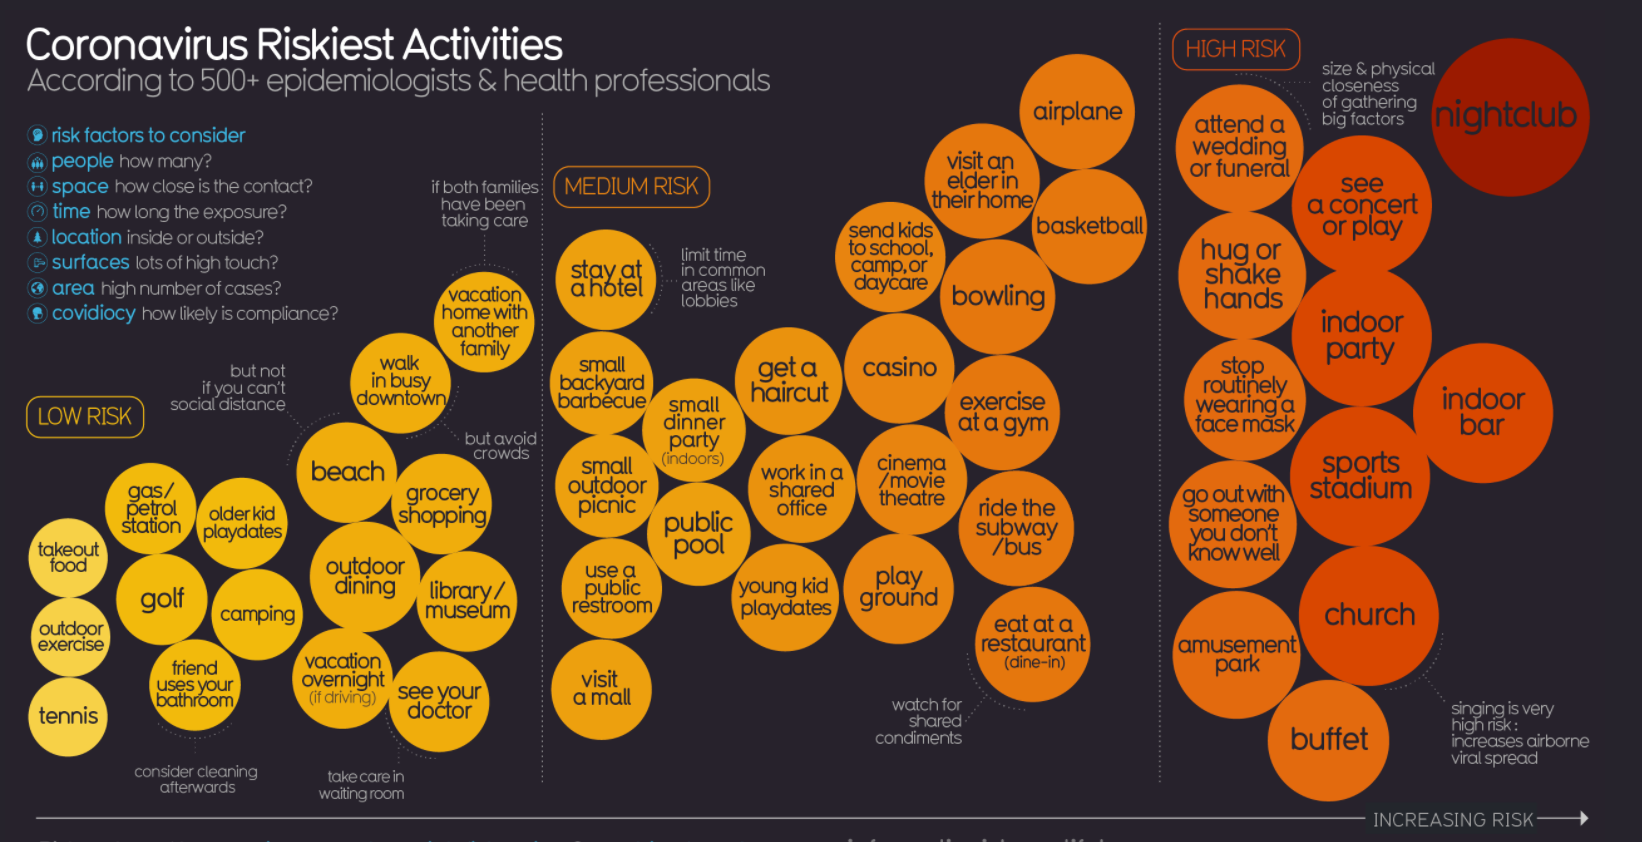 Coronavirus Riskiest Activities
According to 500+ epidemiologists & health professionals
risk factors to consider
people how many?
space how close is the contact?
time how long the exposure?
location inside or outside?
surfaces lots of high touch?
area high number of cases?
covidiocy how likely is compliance?
LOW RISK
takeout
food
outdoor
exercise
tennis
gas/
petrol
station
golf
friend
uses your
bathroom
consider cleaning
afterwards
older kid
playdates
camping
but not
if you can't
social distance
beach
outdoor
dining
vacation
overnight
(if driving)
walk
in busy
downtown
but avoid
crowds
grocery
shopping
library/
museum
see your
doctor
take care in
waiting room
if both families
have been
taking care
vacation
home with
another
family
MEDIUM RISK
stay at
a hotel
limit time
in common
areas like
lobbies
small
backyard
barbecue
small
outdoor
picnic
use a
public
restroom
visit
a mall
small
dinner
party
(indoors)
public
pool
get a
haircut
work in a
shared
office
young kid
playdates
send kids
to school,
camp, or
daycare
casino
cinema
/movie
theatre
play
ground
visit an
elder in
their home
bowling
exercise
at a gym
ride the
subway
/bus
eat at a
restaurant
(dine-in)
watch for
shared
condiments
airplane
basketball
HIGH RISK
size & physical
closeness
of gathering
big factors
attend a
wedding
or funeral
hug or
shake
hands
stop
routinely
wearing a
face mask
go out with
someone
you don't
know well
amusement
park
buffet
see
a concert
or play
indoor
party
sports
stadium
church
singing is very
high risk:
increases airborne
viral spread
indoor
bar
nightclub
INCREASING RISK